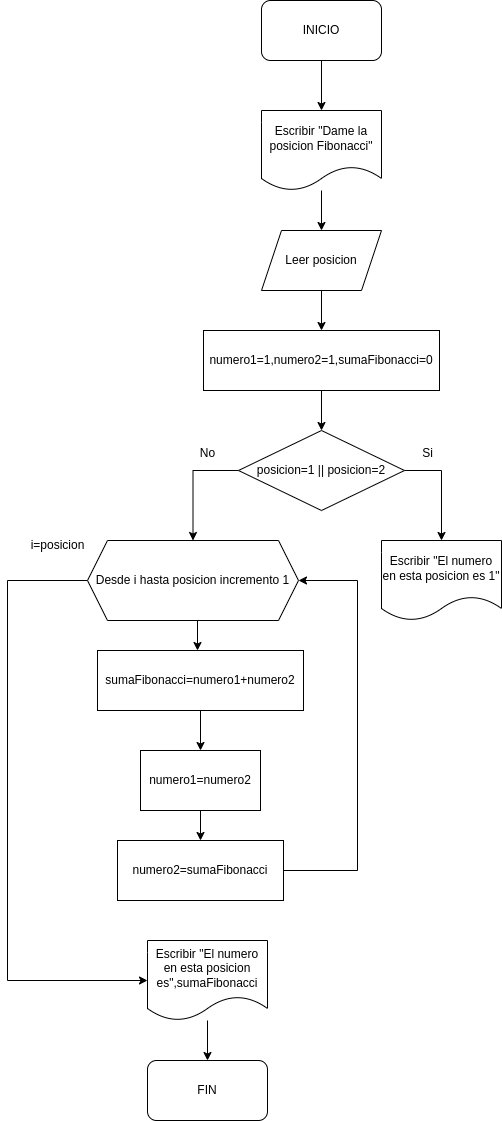 INICIO
Escribir "Dame la
posicion Fibonacci"
Leer posicion
numero1=1,numero2=1,sumaFibonacci=0
No
Si
posicion=1 || posicion=2
i=posicion
Desde i hasta posicion incremento 1
Escribir "El numero
en esta posicion es 1"
sumaFibonacci=numero1+numero2
numero1=numero2
numero2=sumaFibonacci
Escribir "El numero
en esta posicion
es",sumaFibonacci
FIN